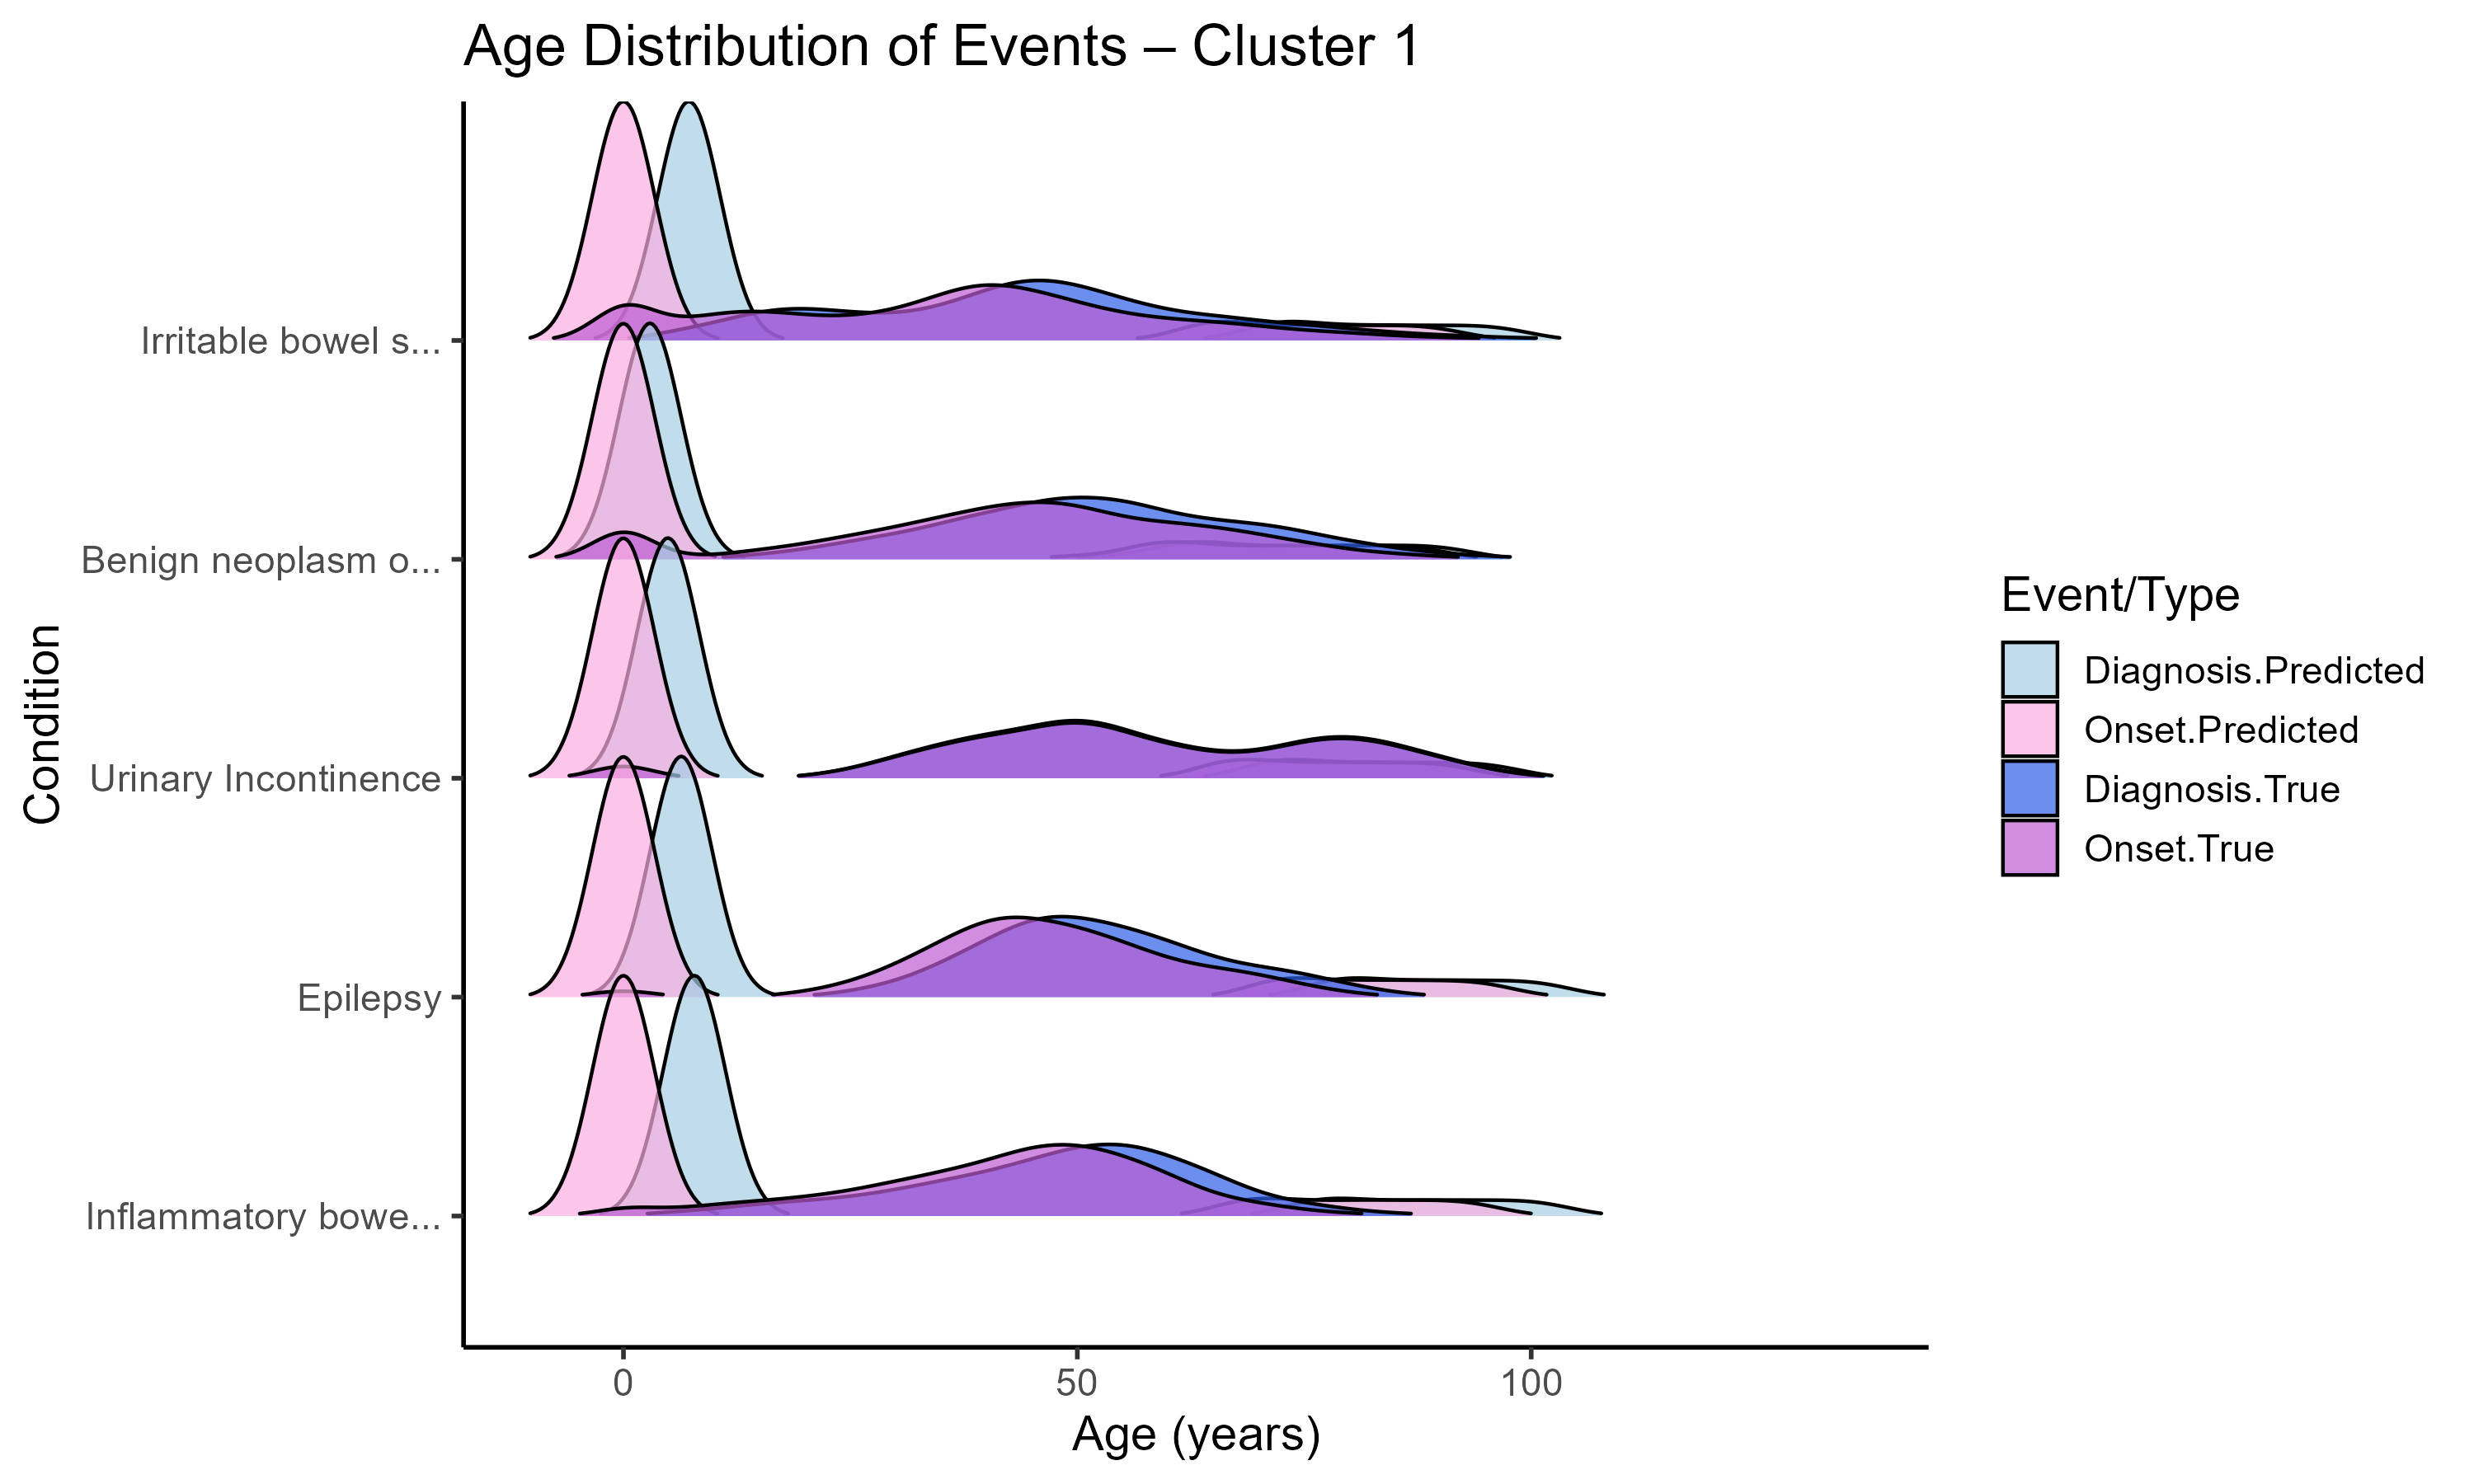 Age Distribution of Events – Cluster 1
Condition
Irritable bowel s...
Benign neoplasm o...
Urinary Incontinence
Epilepsy
Inflammatory bowe...
0 50 100
Age (years)
Event/Type
Diagnosis.Predicted
Onset.Predicted
Diagnosis.True
Onset.True